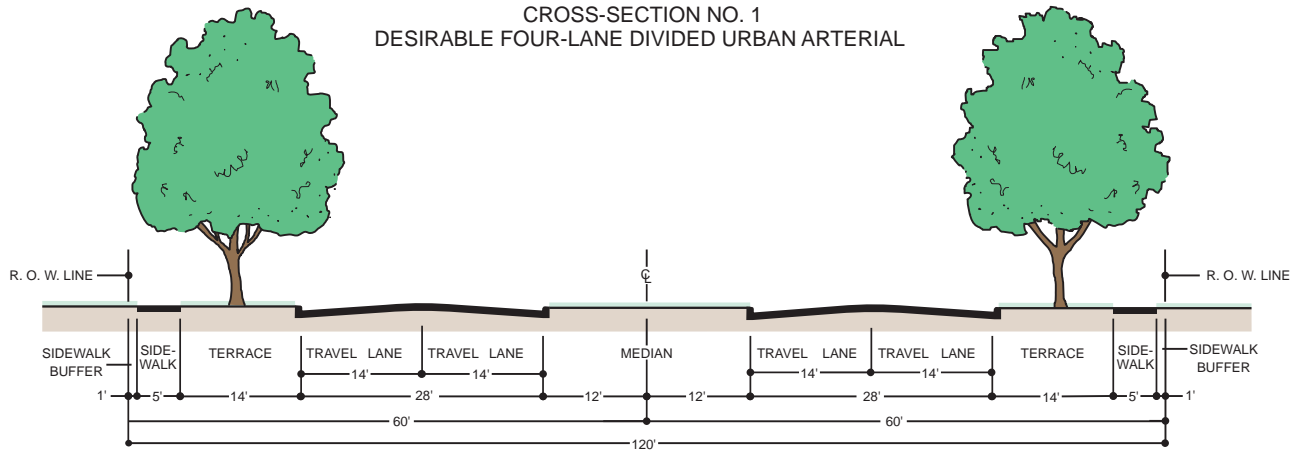 CROSS-SECTION NO. 1
DESIRABLE FOUR-LANE DIVIDED URBAN ARTERIAL
R. O. W. LINE
℄
R. O. W. LINE
SIDEWALK BUFFER
SIDE-WALK
TERRACE
TRAVEL LANE
TRAVEL LANE
MEDIAN
TRAVEL LANE
TRAVEL LANE
TERRACE
SIDE-WALK
SIDEWALK BUFFER
14' 14' 14' 14'
1' 5' 14' 28' 12' 12' 28' 14' 5' 1'
60' 60'
120'